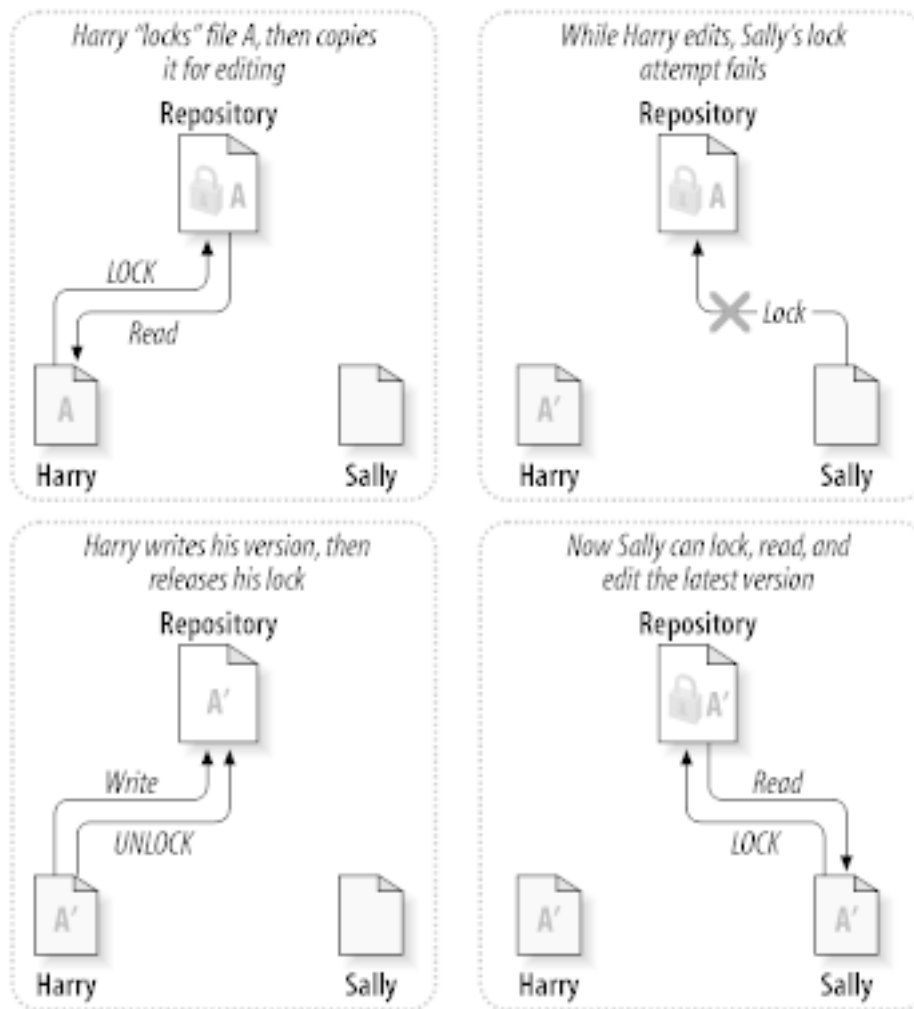 Harry “locks” file A, then copies
it for editing
Repository
A
LOCK
Read
A
Harry
Sally
While Harry edits, Sally’s lock
attempt fails
Repository
A
Lock
A’
Harry
Sally
Harry writes his version, then
releases his lock
Repository
A’
Write
UNLOCK
A’
Harry
Sally
Now Sally can lock, read, and
edit the latest version
Repository
A’
Read
LOCK
A’
A’
Harry
Sally